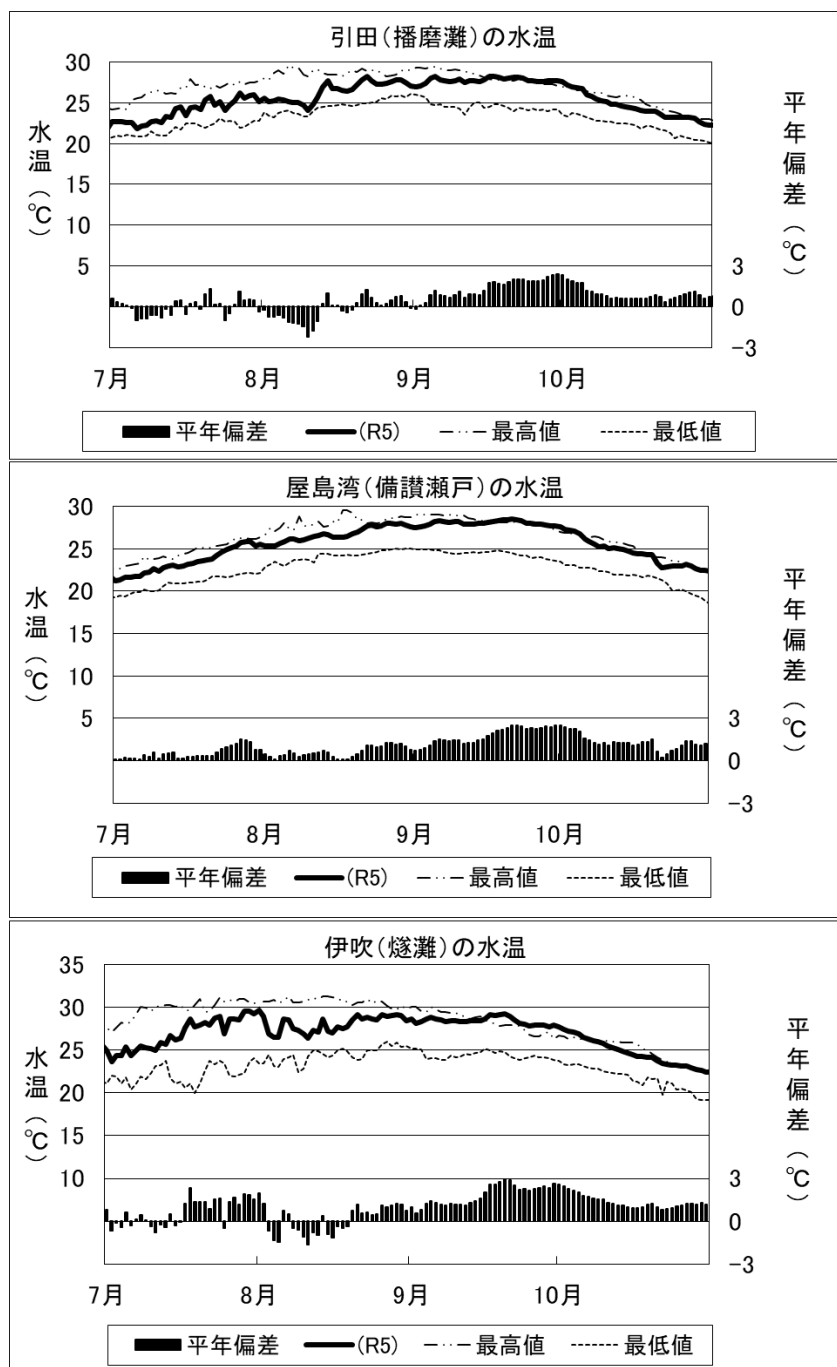 引田（播磨灘）の水温
30
25
20
15
10
5
水温（℃）
平年偏差（℃）
3
0
−3
7月 8月 9月 10月
平年偏差 (R5) 最高値 最低値
屋島湾（備讃瀬戸）の水温
30
25
20
15
10
5
水温（℃）
平年偏差（℃）
3
0
−3
7月 8月 9月 10月
平年偏差 (R5) 最高値 最低値
伊吹（燧灘）の水温
35
30
25
20
15
10
水温（℃）
平年偏差（℃）
3
0
−3
7月 8月 9月 10月
平年偏差 (R5) 最高値 最低値